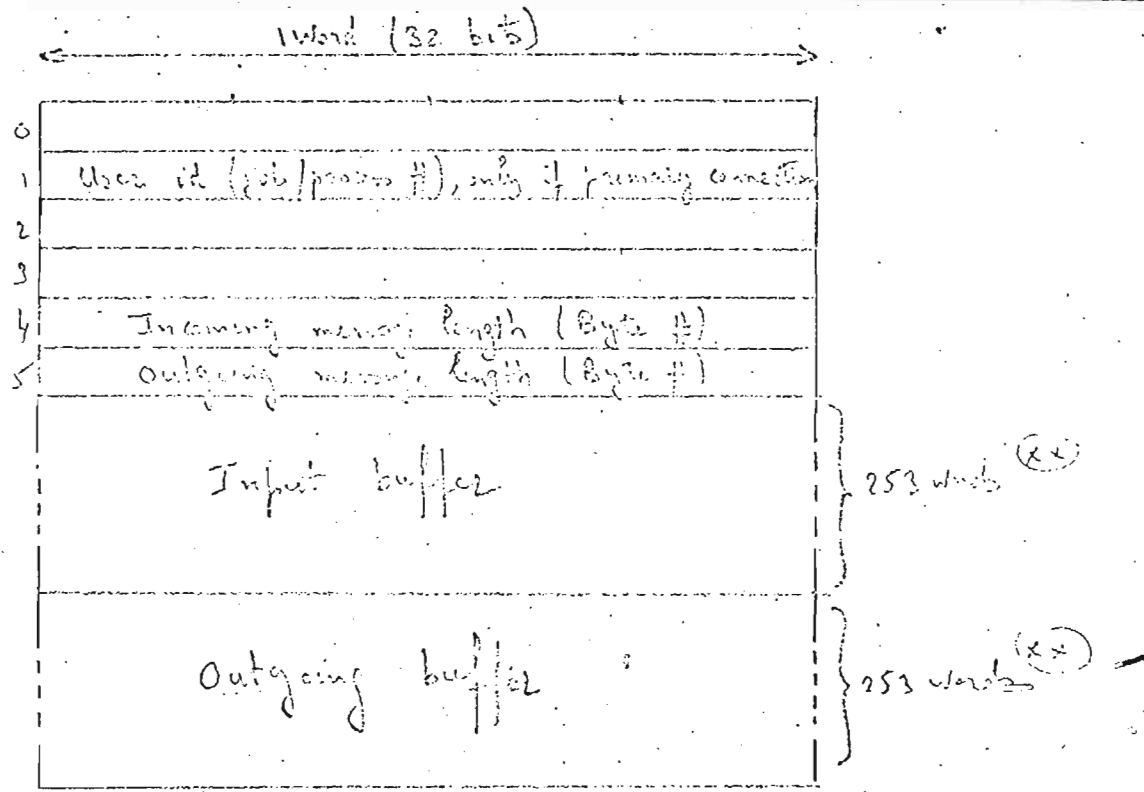 1 Word (32 bits)
0
1 User id (job/process #), only if primary connection
2
3
4 Incoming message length (Byte #)
5 Outgoing message length (Byte #)
Input buffer
253 words (xx)
Outgoing buffer
253 words (xx)